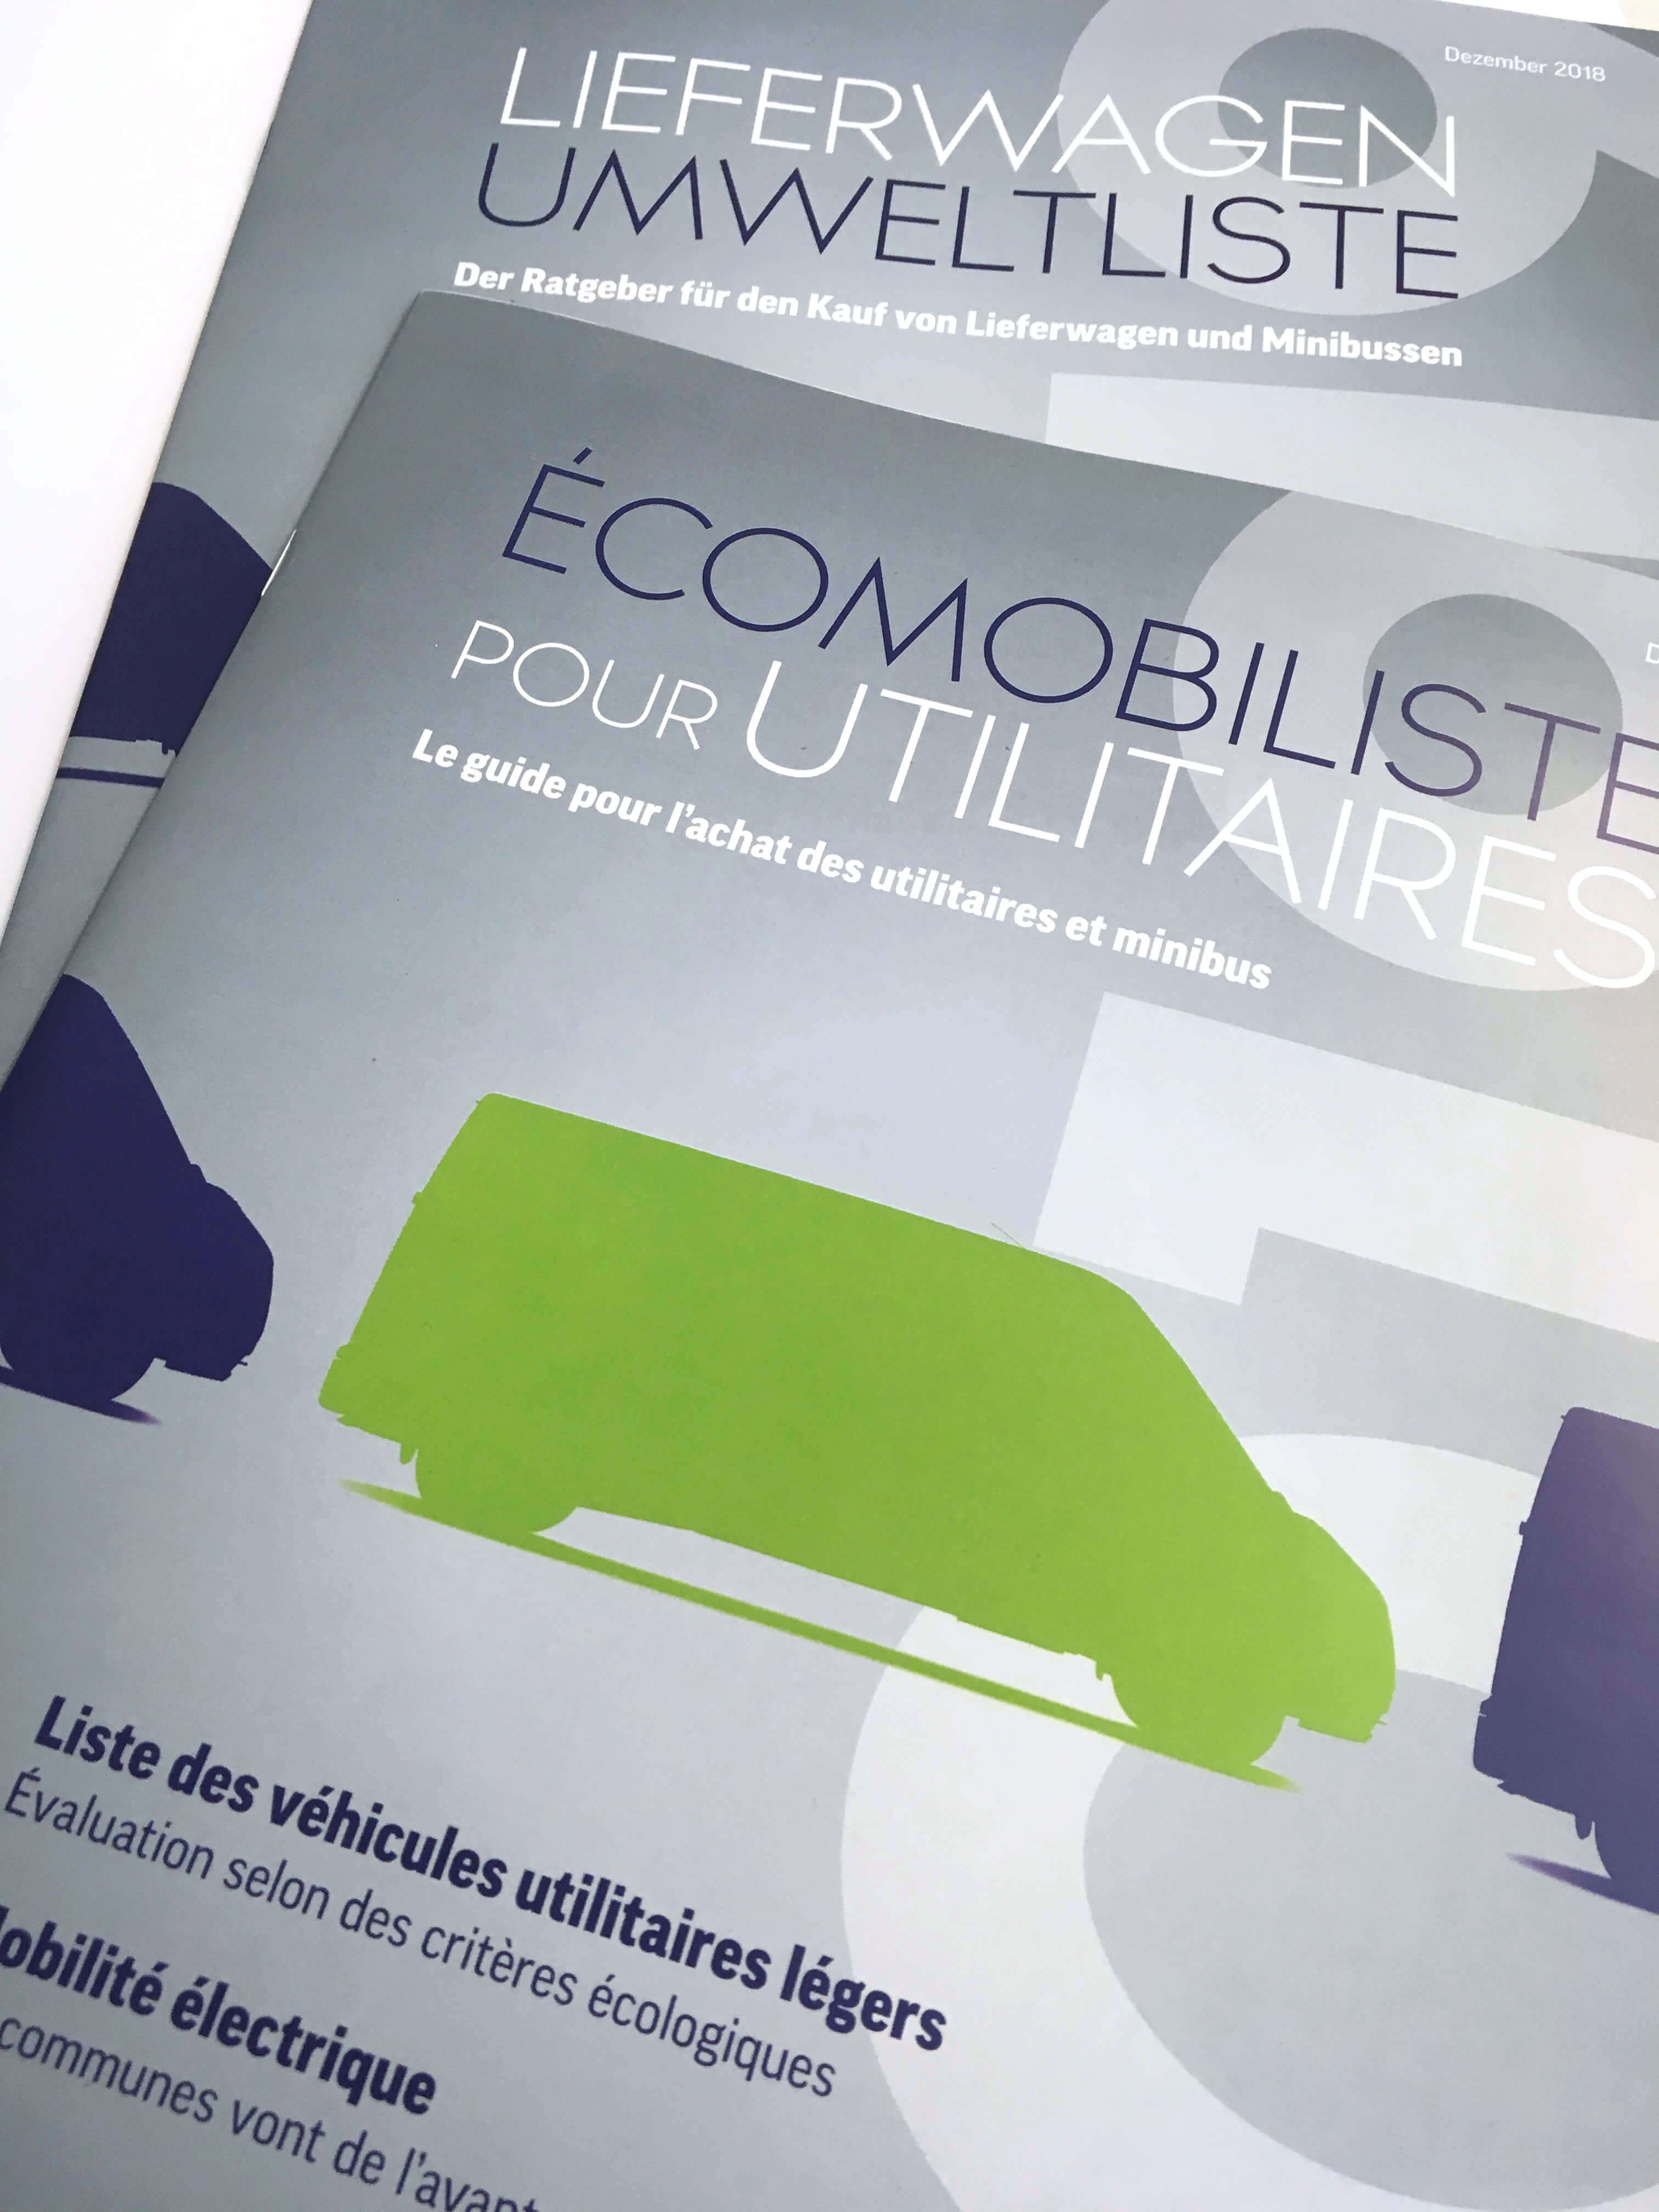 Dezember 2018
LIEFERWAGEN
UMWELTLISTE
Der Ratgeber für den Kauf von Lieferwagen und Minibussen
ÉCOMOBILISTE
POUR UTILITAIRES
Le guide pour l'achat des utilitaires et minibus
Liste des véhicules utilitaires légers
Évaluation selon des critères écologiques
obilité électrique
communes vont de l'avant